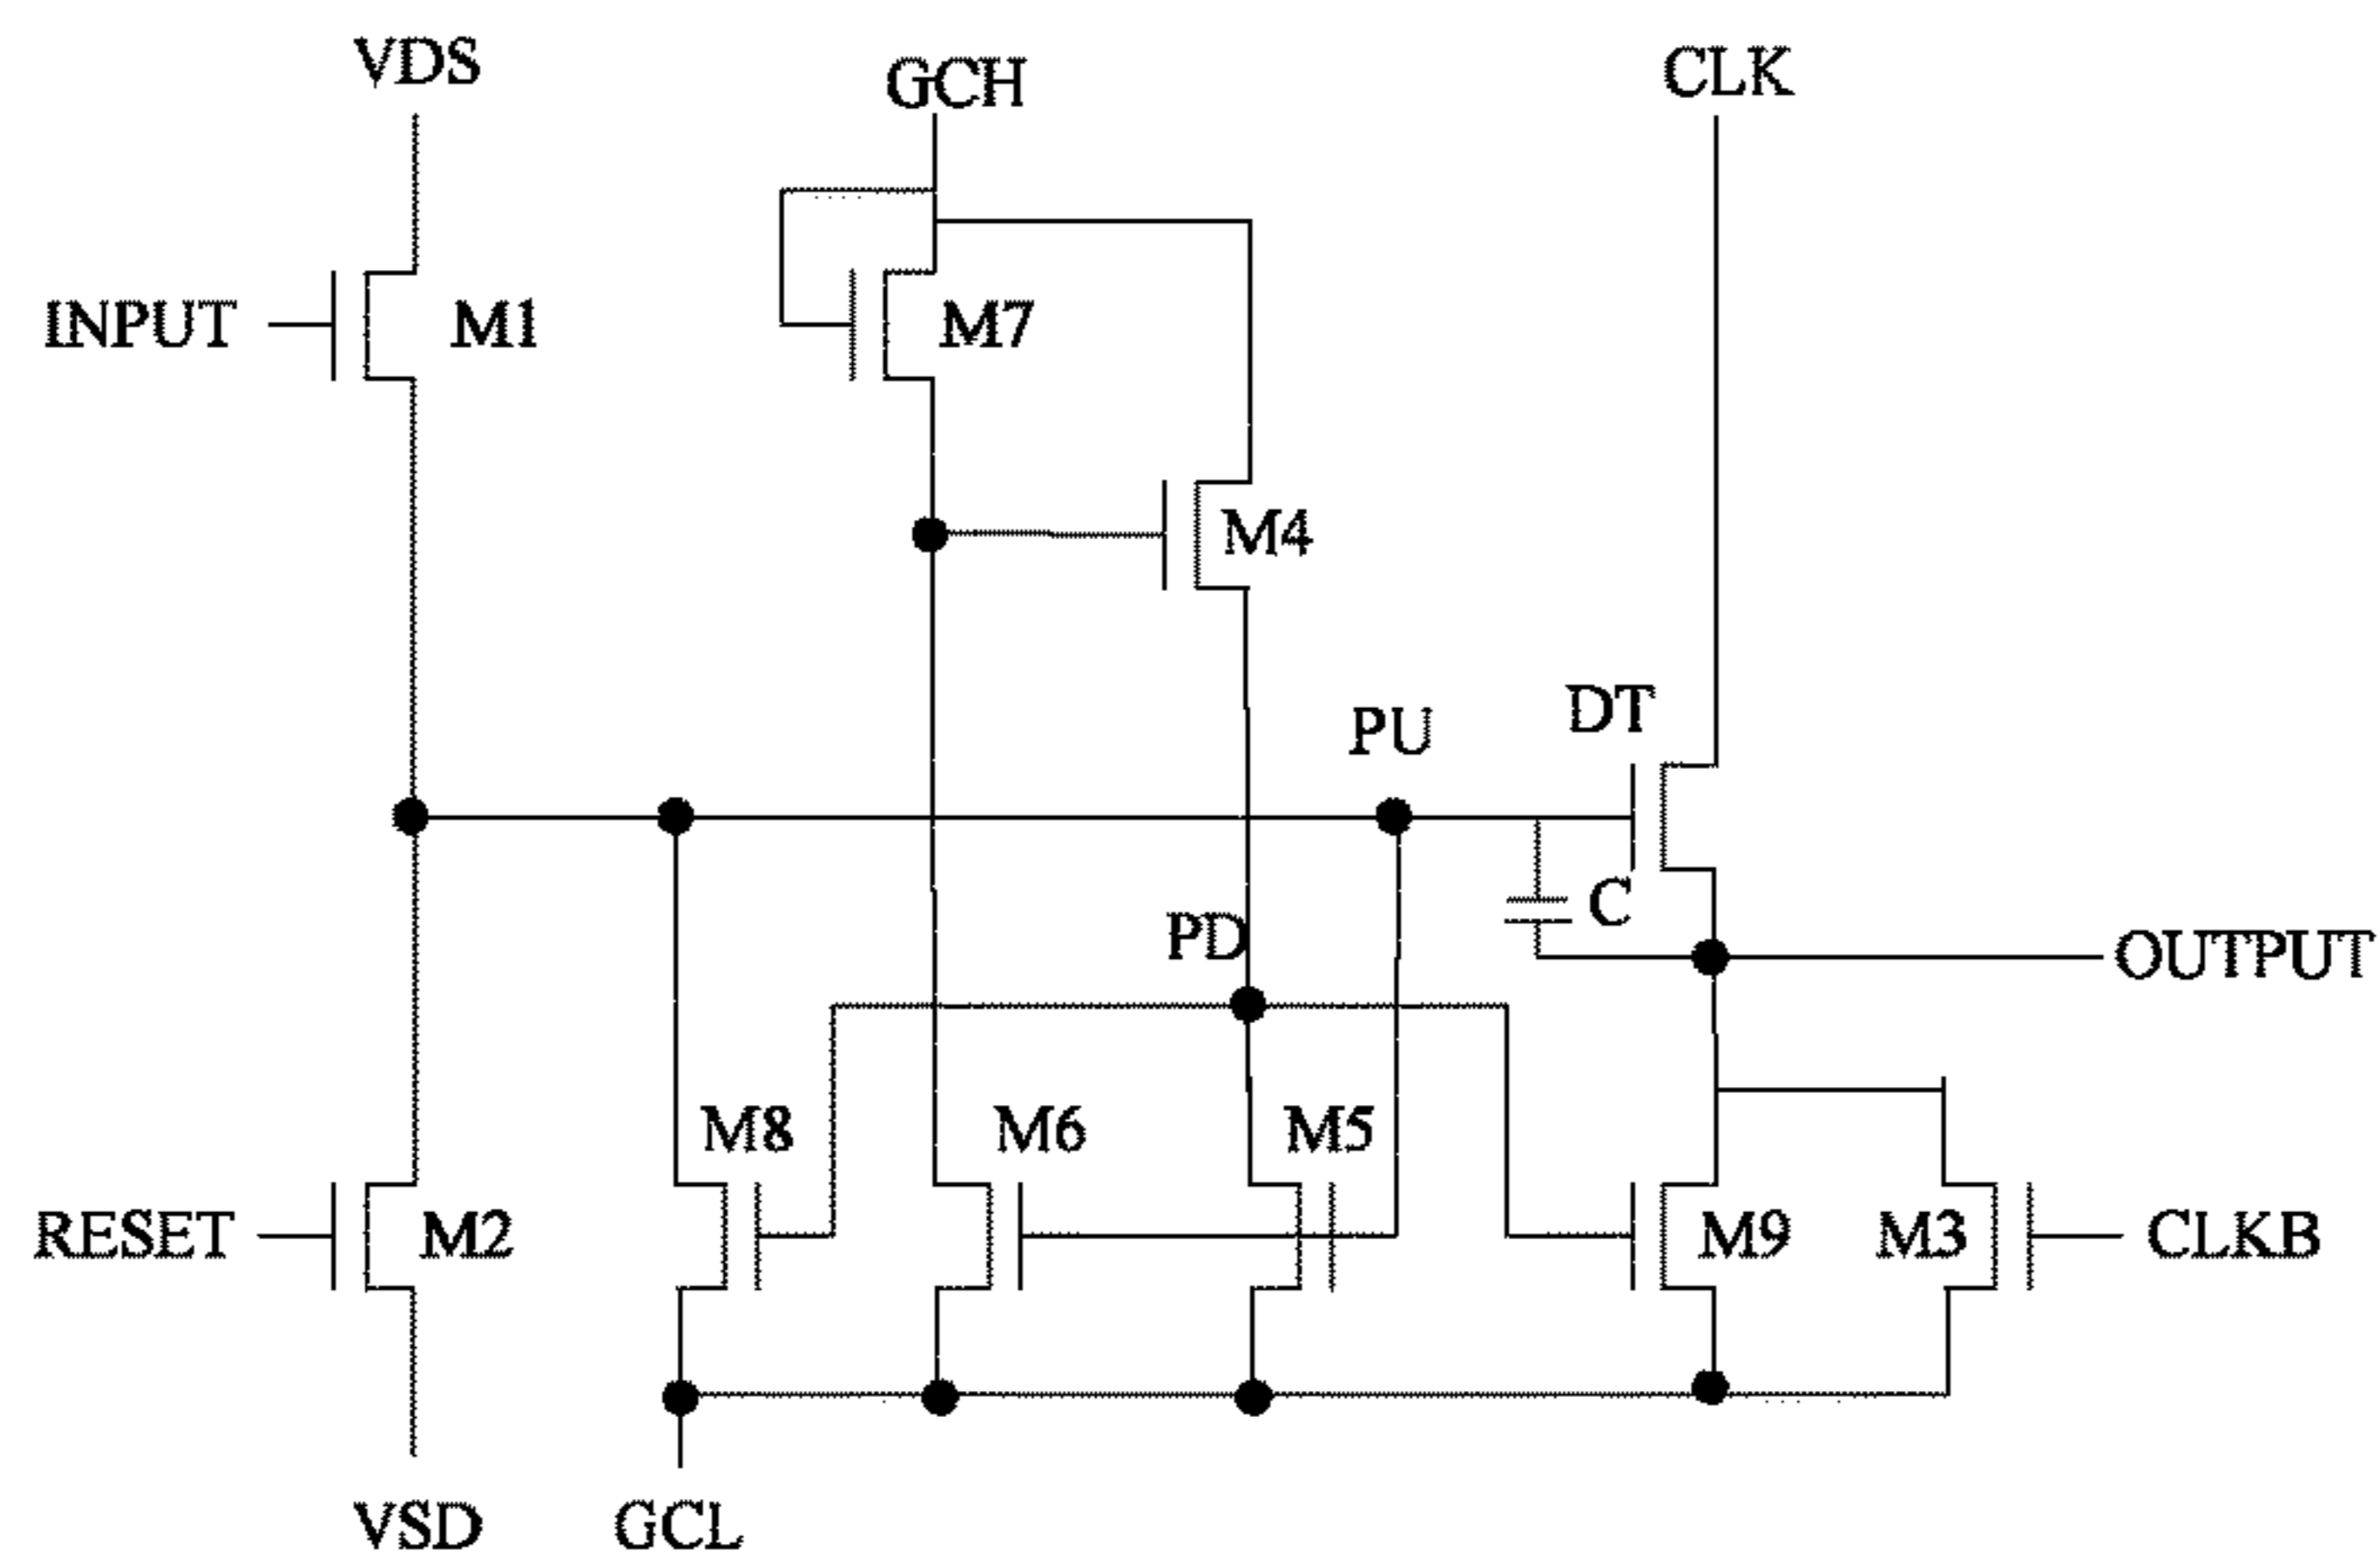 VDS
GCH
CLK
INPUT
M1
M7
M4
DT
PU
C
PD
OUTPUT
M8
M6
M5
RESET
M2
M9
M3
CLKB
VSD
GCL